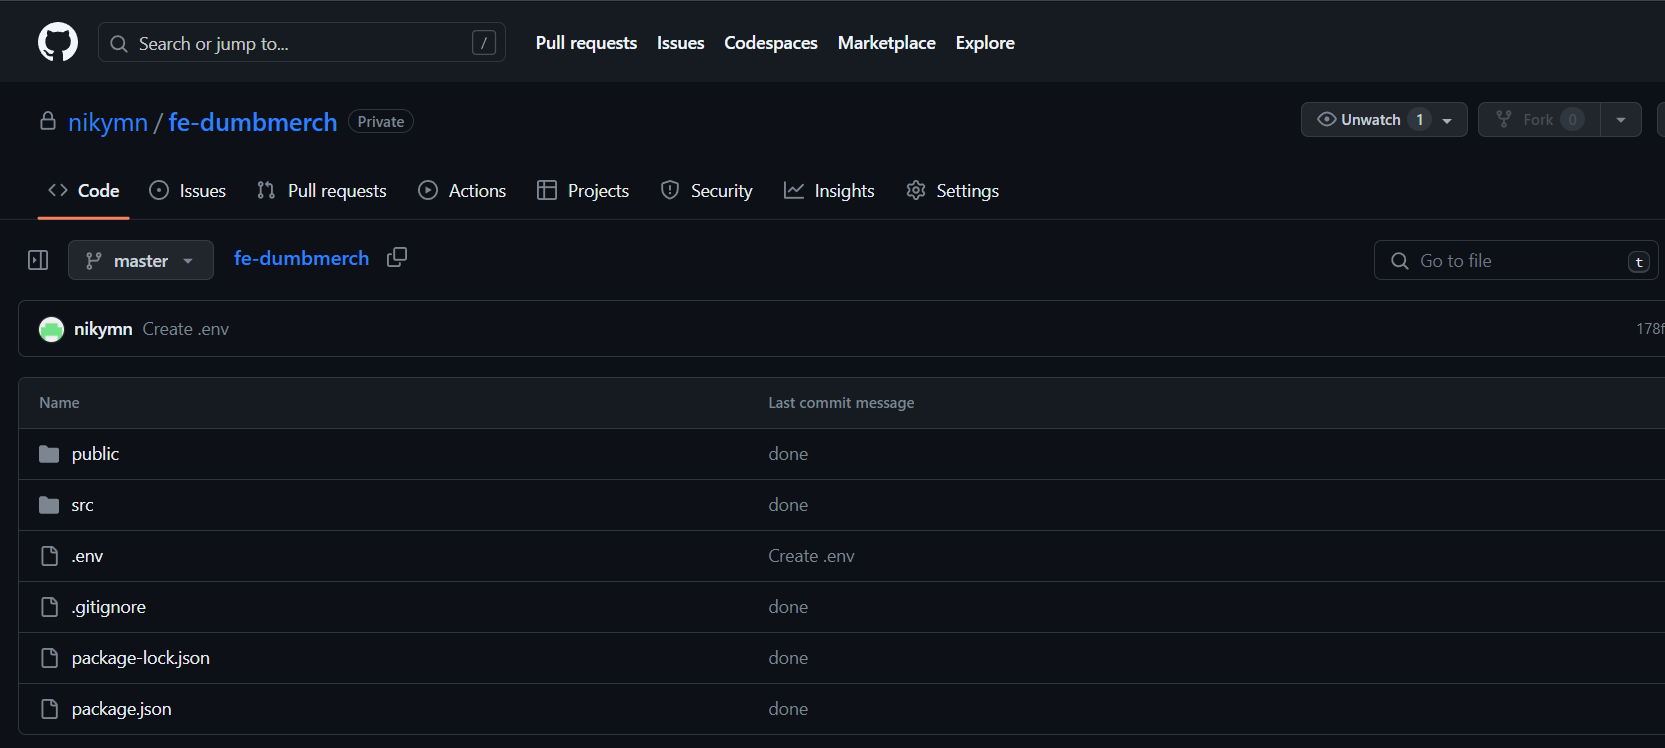 Search or jump to... / Pull requests Issues Codespaces Marketplace Explore
nikymn / fe-dumbmerch Private Unwatch 1 Fork 0
Code Issues Pull requests Actions Projects Security Insights Settings
master fe-dumbmerch Go to file t
nikymn Create .env 178f
Name Last commit message
public done
src done
.env Create .env
.gitignore done
package-lock.json done
package.json done